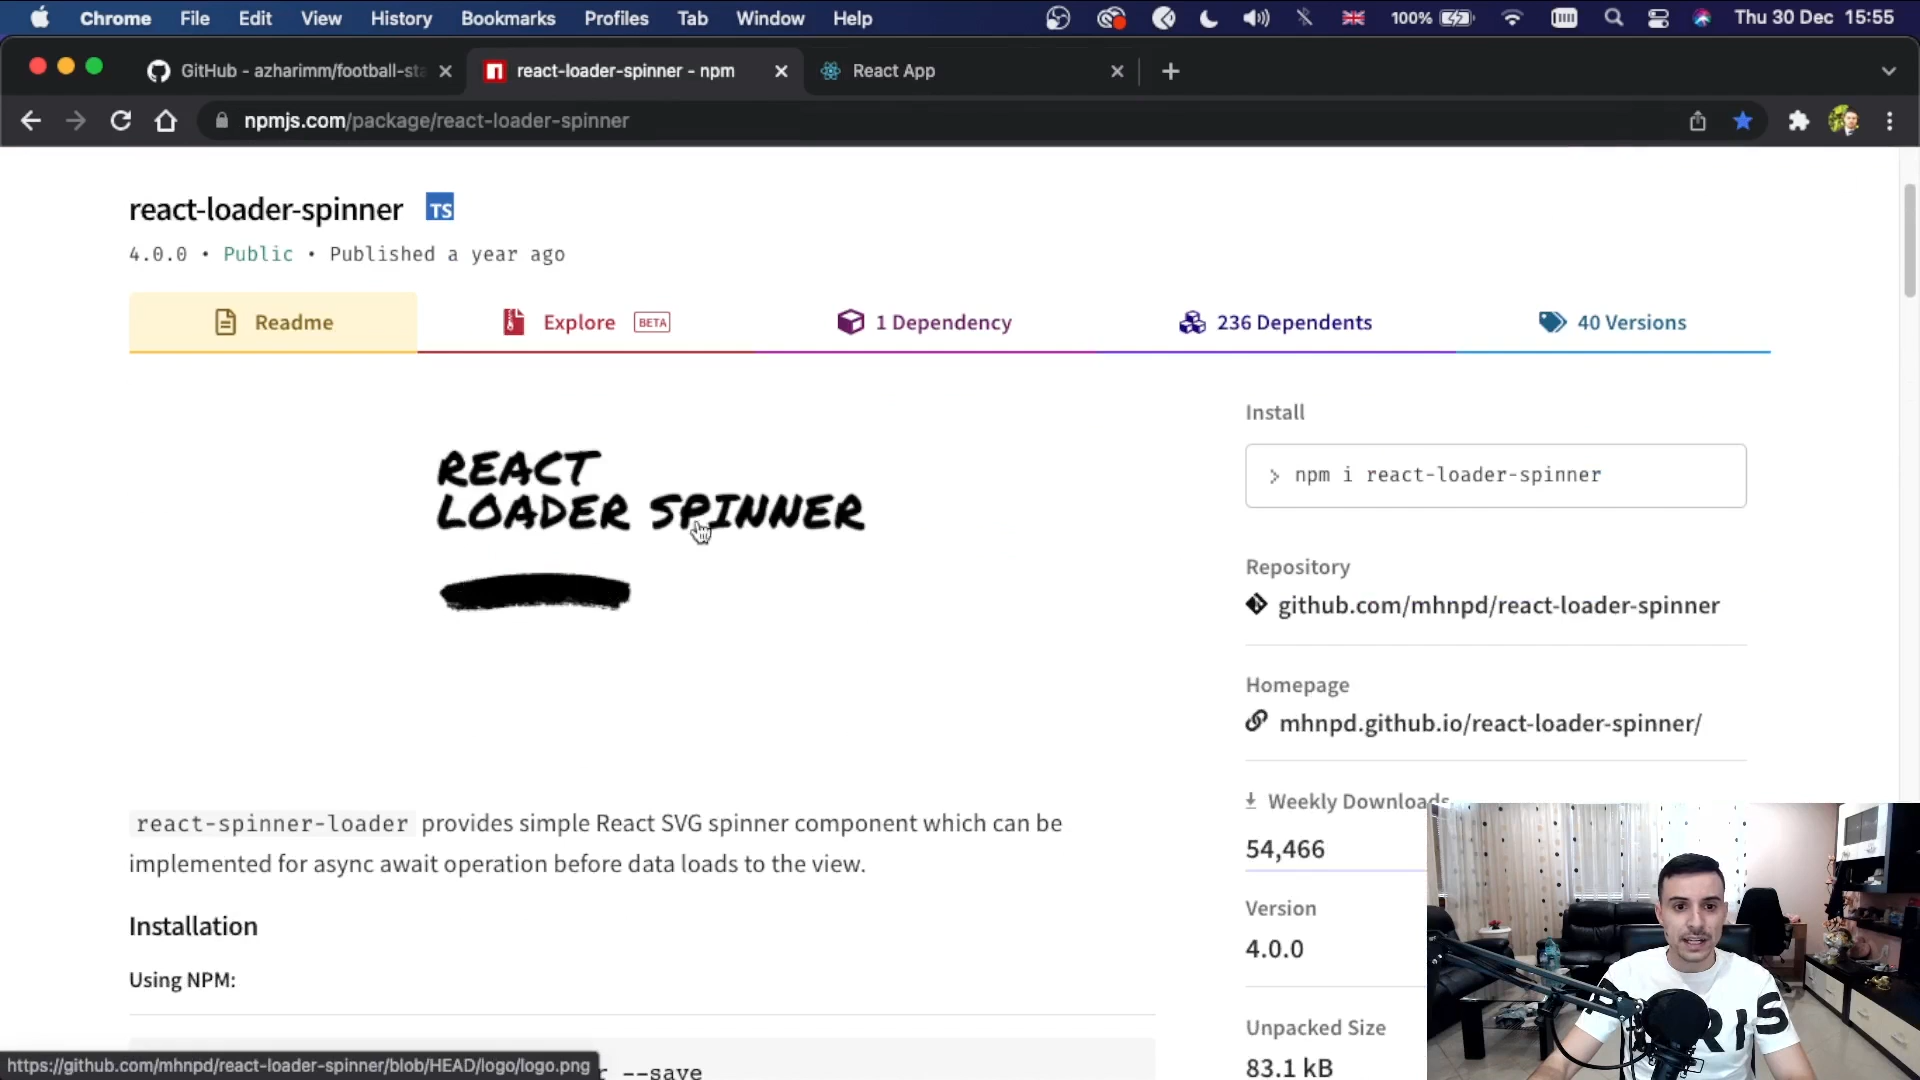 Chrome File Edit View History Bookmarks Profiles Tab Window Help 100% Thu 30 Dec 15:55
GitHub - azharimm/football-sta react-loader-spinner - npm React App
npmjs.com/package/react-loader-spinner
react-loader-spinner TS
4.0.0 • Public • Published a year ago
Readme Explore BETA 1 Dependency 236 Dependents 40 Versions
Install
> npm i react-loader-spinner
REACT
LOADER SPINNER
Repository
github.com/mhnpd/react-loader-spinner
Homepage
mhnpd.github.io/react-loader-spinner/
Weekly Downloads
54,466
react-spinner-loader provides simple React SVG spinner component which can be
implemented for async await operation before data loads to the view.
Version
4.0.0
Installation
Using NPM:
Unpacked Size
83.1 kB
https://github.com/mhnpd/react-loader-spinner/blob/HEAD/logo/logo.png
r --save
RIS